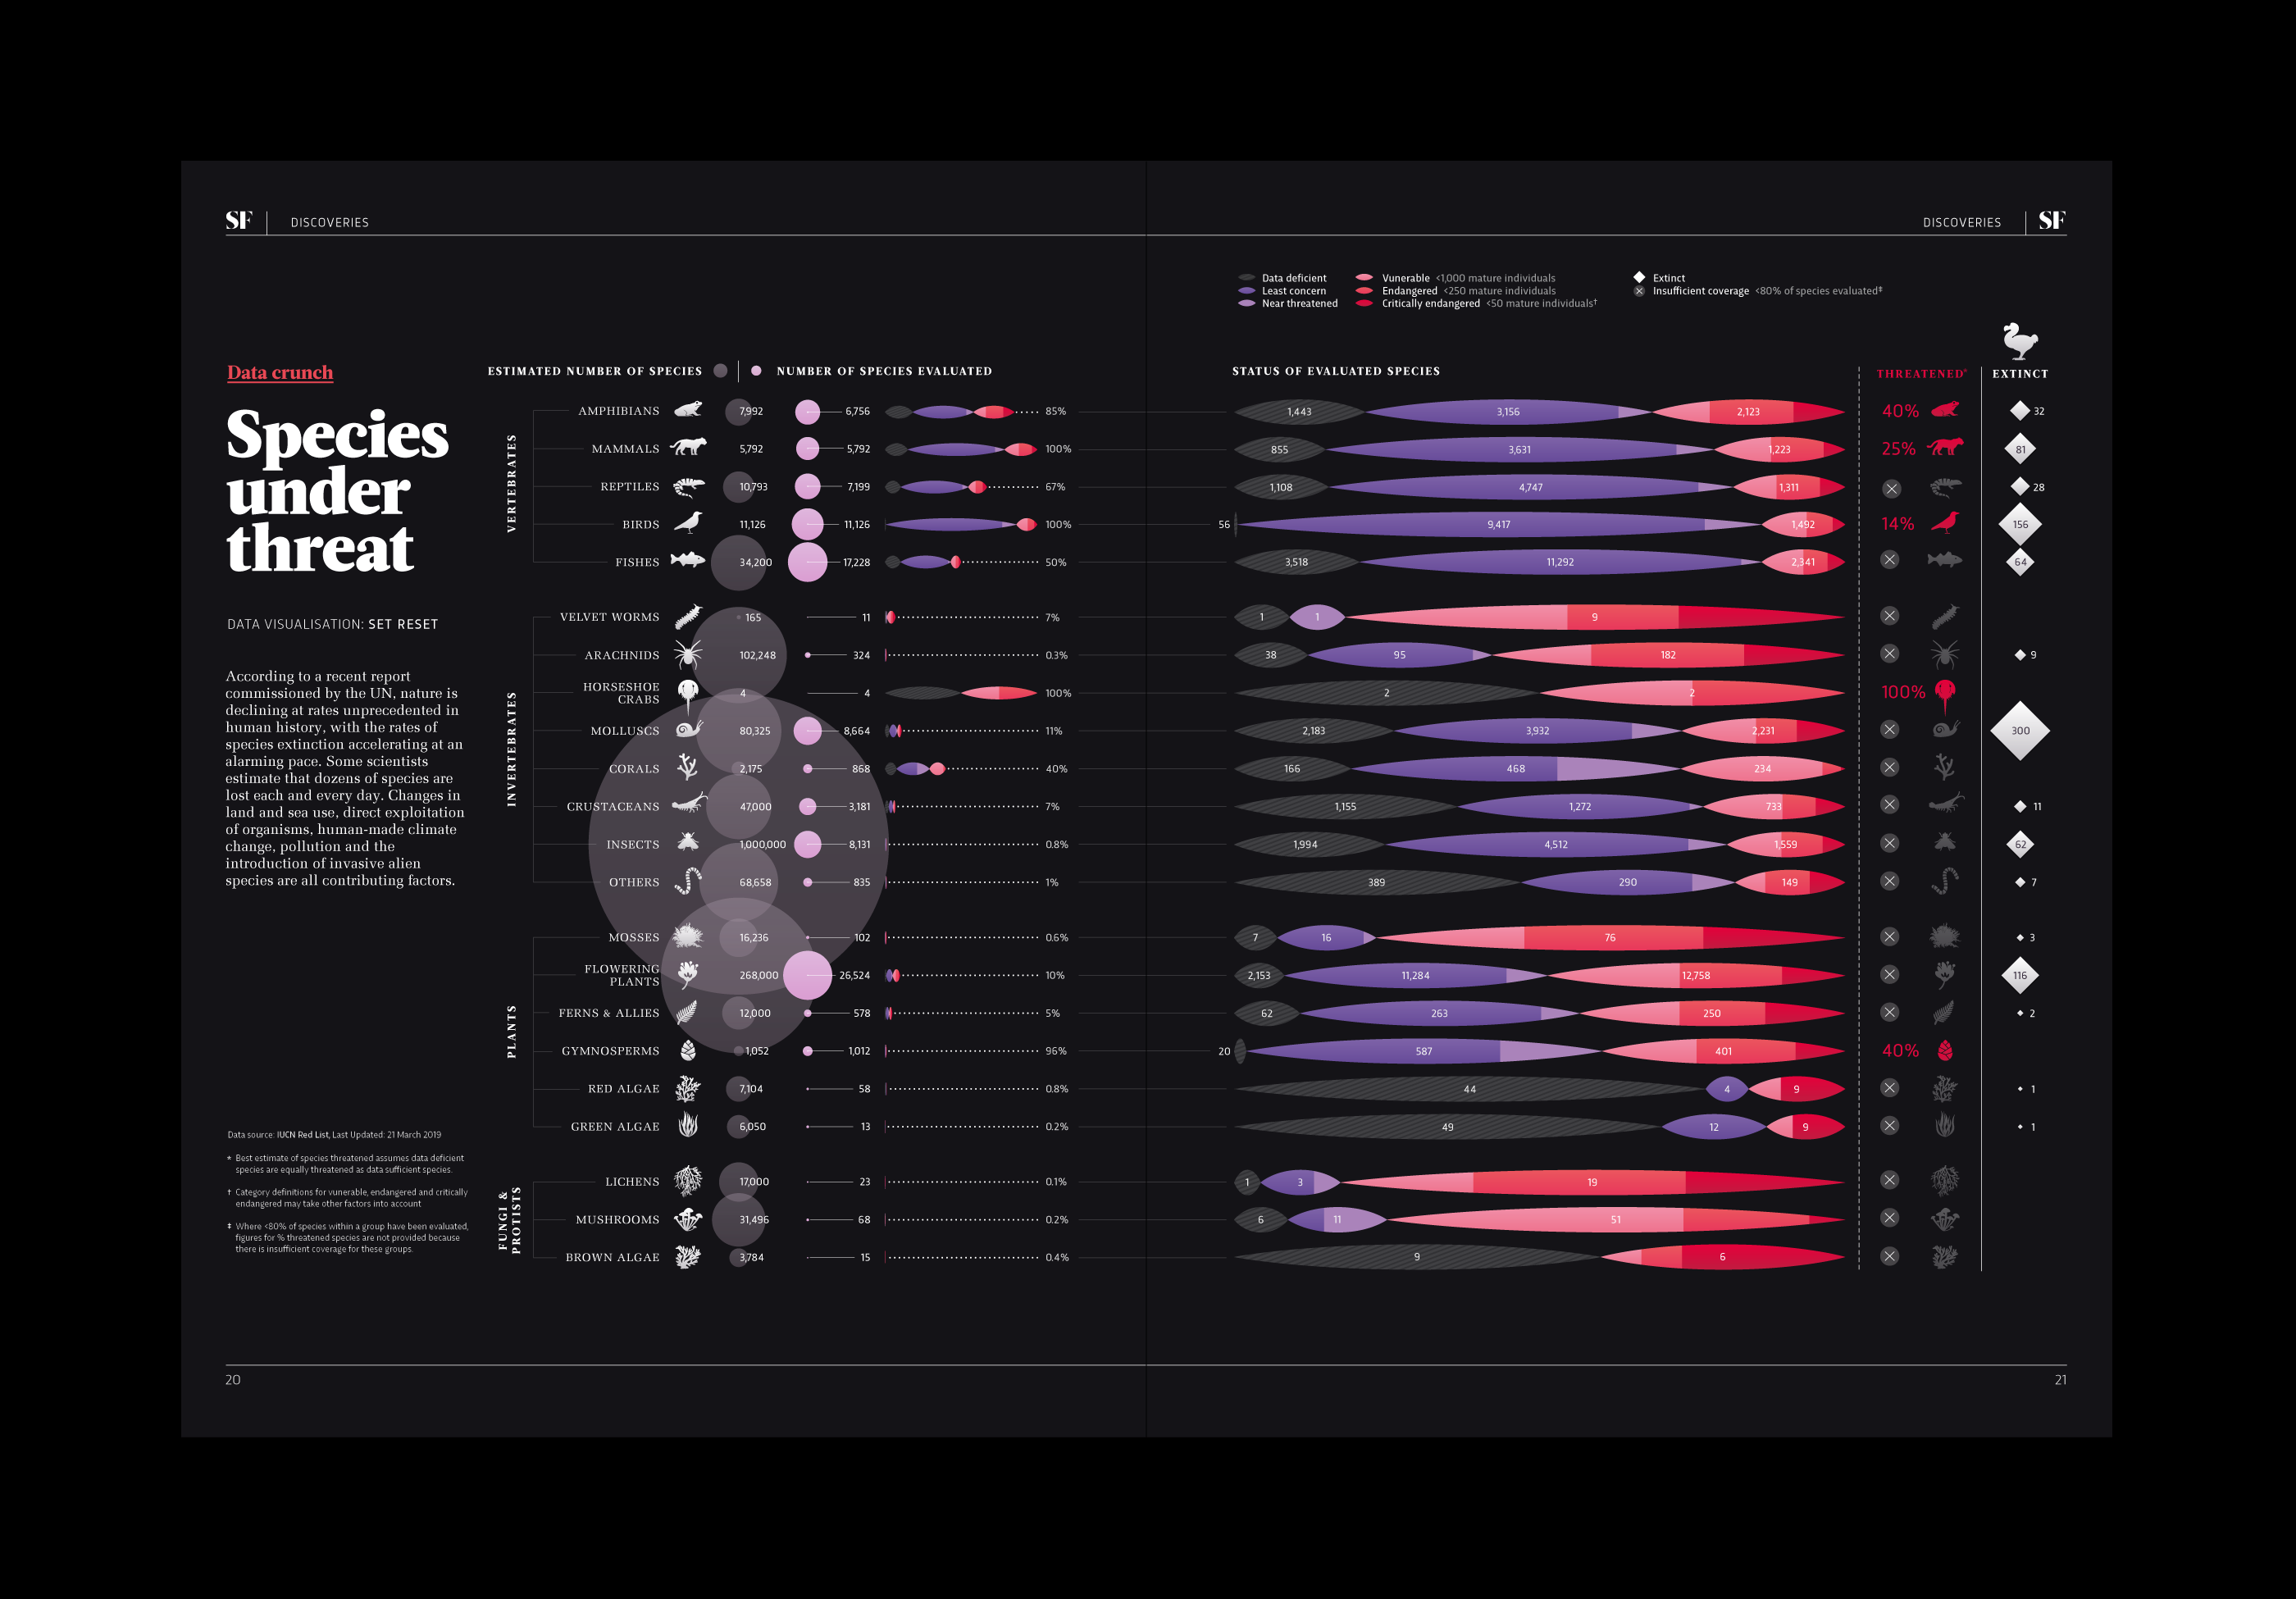 SF
DISCOVERIES
DISCOVERIES
SF
Data deficient
Least concern
Near threatened
Vunerable <1,000 mature individuals
Endangered <250 mature individuals
Critically endangered <50 mature individuals†
Extinct
Insufficient coverage <80% of species evaluated‡
Data crunch
Species
under
threat
DATA VISUALISATION: SET RESET
According to a recent report
commissioned by the UN, nature is
declining at rates unprecedented in
human history, with the rates of
species extinction accelerating at an
alarming pace. Some scientists
estimate that dozens of species are
lost each and every day. Changes in
land and sea use, direct exploitation
of organisms, human-made climate
change, pollution and the
introduction of invasive alien
species are all contributing factors.
Data source: IUCN Red List, Last Updated: 21 March 2019
* Best estimate of species threatened assumes data deficient
species are equally threatened as data sufficient species.
† Category definitions for vunerable, endangered and critically
endangered may take other factors into account
‡ Where <80% of species within a group have been evaluated,
figures for % threatened species are not provided because
there is insufficient coverage for these groups.
ESTIMATED NUMBER OF SPECIES NUMBER OF SPECIES EVALUATED STATUS OF EVALUATED SPECIES THREATENED* EXTINCT
VERTEBRATES
AMPHIBIANS 7,992 6,756 85% 1,443 3,156 2,123 40% 32
MAMMALS 5,792 5,792 100% 855 3,631 1,223 25% 81
REPTILES 10,793 7,199 67% 1,108 4,747 1,311 28
BIRDS 11,126 11,126 100% 56 9,417 1,492 14% 156
FISHES 34,200 17,228 50% 3,518 11,292 2,341 64
INVERTEBRATES
VELVET WORMS 165 11 7% 1 1 9
ARACHNIDS 102,248 324 0.3% 38 95 182 9
HORSESHOE
CRABS 4 4 100% 2 2 100%
MOLLUSCS 80,325 8,664 11% 2,183 3,932 2,231 300
CORALS 2,175 868 40% 166 468 234
CRUSTACEANS 47,000 3,181 7% 1,155 1,272 733 11
INSECTS 1,000,000 8,131 0.8% 1,994 4,512 1,559 62
OTHERS 68,658 835 1% 389 290 149 7
PLANTS
MOSSES 16,236 102 0.6% 7 16 76 3
FLOWERING
PLANTS 268,000 26,524 10% 2,153 11,284 12,758 116
FERNS & ALLIES 12,000 578 5% 62 263 250 2
GYMNOSPERMS 1,052 1,012 96% 20 587 401 40%
RED ALGAE 7,104 58 0.8% 44 4 9 1
GREEN ALGAE 6,050 13 0.2% 49 12 9 1
FUNGI &
PROTISTS
LICHENS 17,000 23 0.1% 1 3 19
MUSHROOMS 31,496 68 0.2% 6 11 51
BROWN ALGAE 3,784 15 0.4% 9 6
20
21